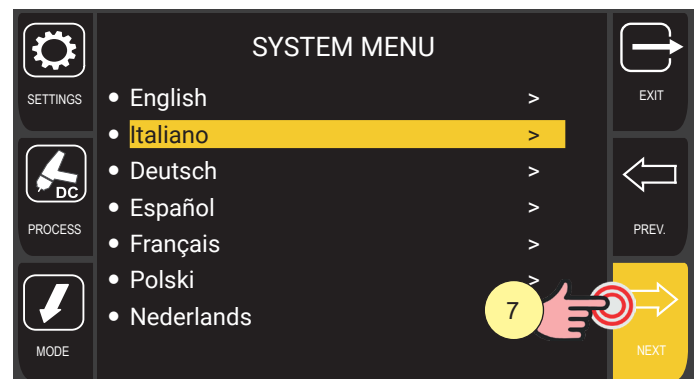 SYSTEM MENU
SETTINGS
EXIT
• English >
• Italiano >
• Deutsch >
DC
• Español >
PROCESS
PREV.
• Français >
• Polski >
• Nederlands
7
MODE
NEXT